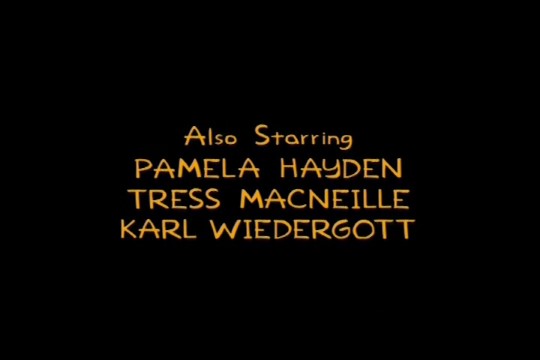 Also Starring
PAMELA HAYDEN
TRESS MACNEILLE
KARL WIEDERGOTT